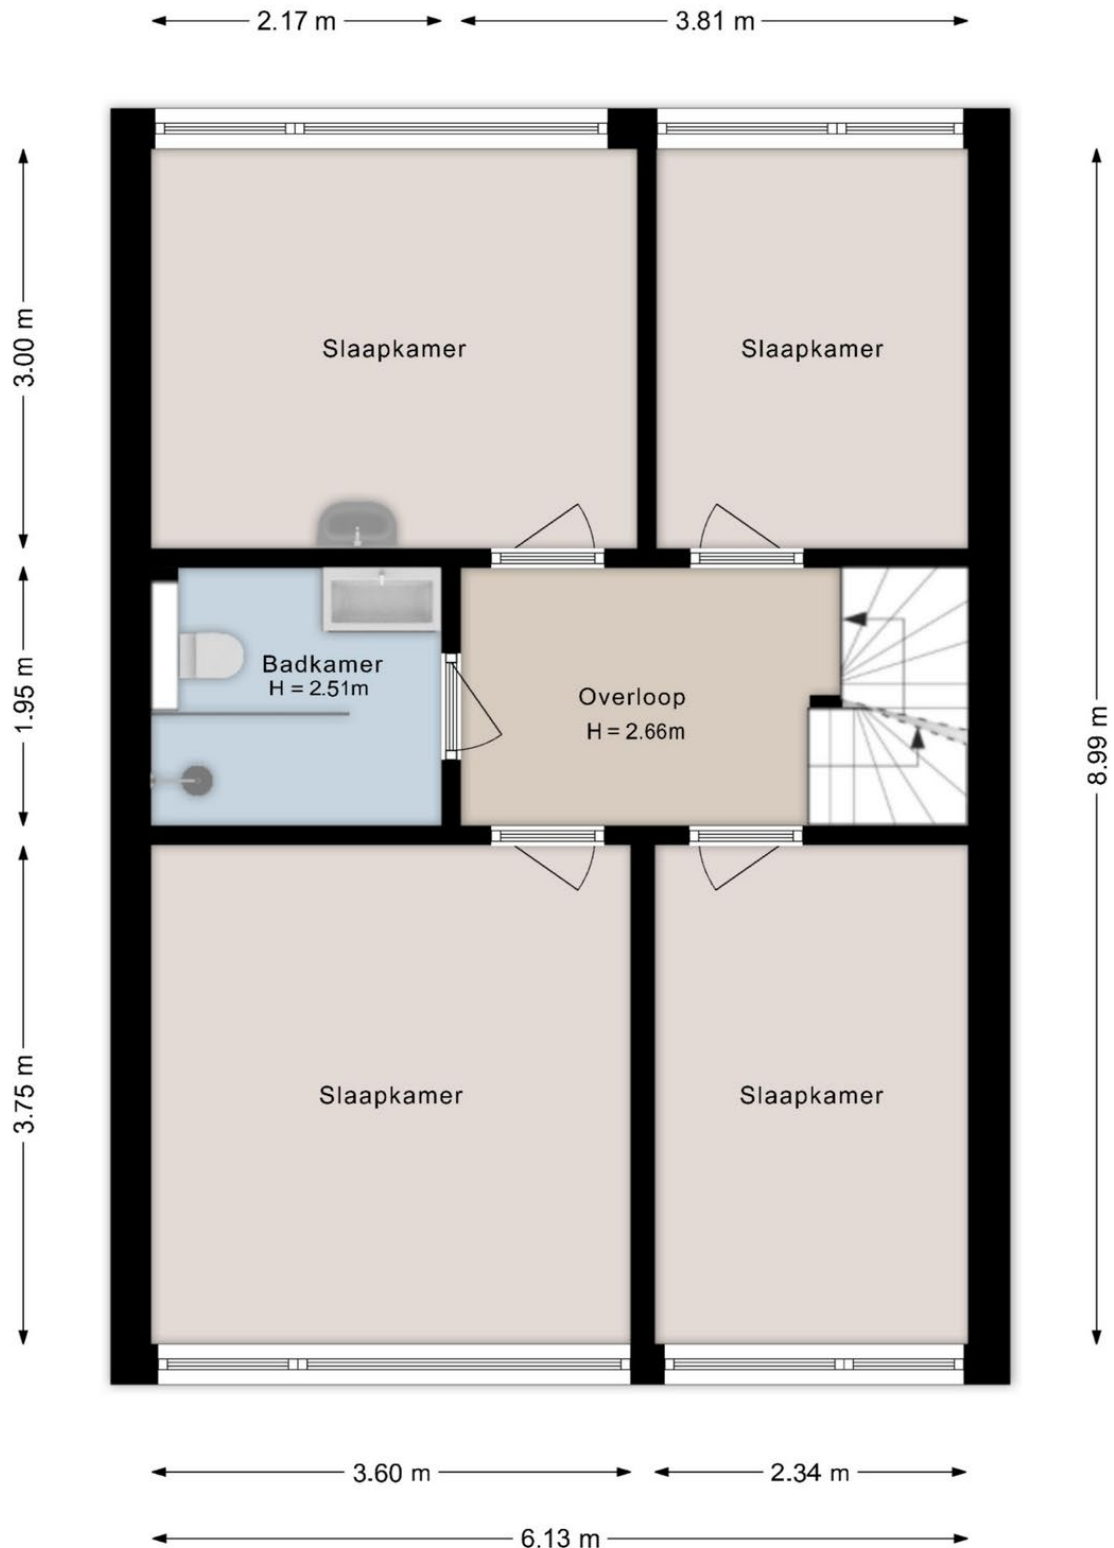 2.17 m
3.81 m
3.00 m
Slaapkamer
Slaapkamer
1.95 m
Badkamer
H = 2.51m
Overloop
H = 2.66m
8.99 m
3.75 m
Slaapkamer
Slaapkamer
3.60 m
2.34 m
6.13 m